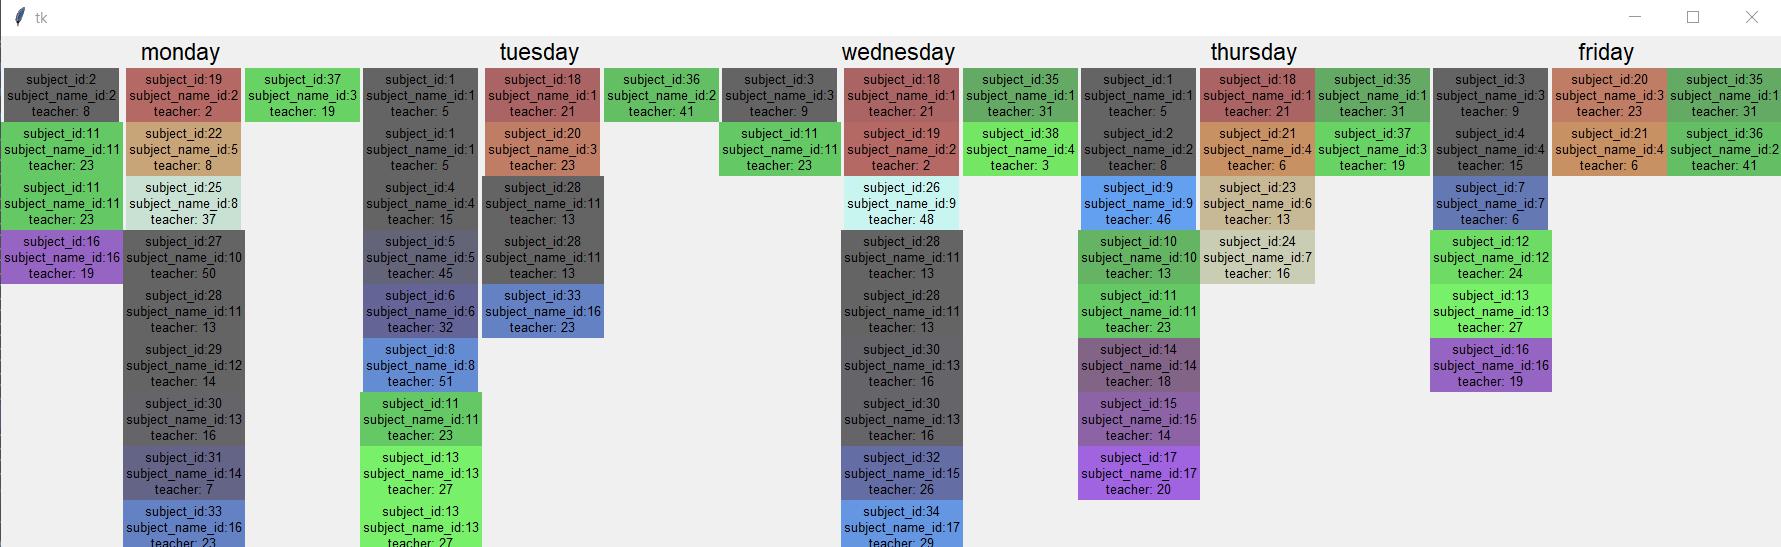 tk
monday
subject_id:2
subject_name_id:2
teacher: 8
subject_id:11
subject_name_id:11
teacher: 23
subject_id:11
subject_name_id:11
teacher: 23
subject_id:16
subject_name_id:16
teacher: 19
subject_id:19
subject_name_id:2
teacher: 2
subject_id:22
subject_name_id:5
teacher: 8
subject_id:25
subject_name_id:8
teacher: 37
subject_id:27
subject_name_id:10
teacher: 50
subject_id:28
subject_name_id:11
teacher: 13
subject_id:29
subject_name_id:12
teacher: 14
subject_id:30
subject_name_id:13
teacher: 16
subject_id:31
subject_name_id:14
teacher: 7
subject_id:33
subject_name_id:16
teacher: 23
subject_id:37
subject_name_id:3
teacher: 19
tuesday
subject_id:1
subject_name_id:1
teacher: 5
subject_id:1
subject_name_id:1
teacher: 5
subject_id:4
subject_name_id:4
teacher: 15
subject_id:5
subject_name_id:5
teacher: 45
subject_id:6
subject_name_id:6
teacher: 32
subject_id:8
subject_name_id:8
teacher: 51
subject_id:11
subject_name_id:11
teacher: 23
subject_id:13
subject_name_id:13
teacher: 27
subject_id:13
subject_name_id:13
teacher: 27
subject_id:18
subject_name_id:1
teacher: 21
subject_id:20
subject_name_id:3
teacher: 23
subject_id:28
subject_name_id:11
teacher: 13
subject_id:28
subject_name_id:11
teacher: 13
subject_id:33
subject_name_id:16
teacher: 23
subject_id:36
subject_name_id:2
teacher: 41
wednesday
subject_id:3
subject_name_id:3
teacher: 9
subject_id:11
subject_name_id:11
teacher: 23
subject_id:18
subject_name_id:1
teacher: 21
subject_id:19
subject_name_id:2
teacher: 2
subject_id:26
subject_name_id:9
teacher: 48
subject_id:28
subject_name_id:11
teacher: 13
subject_id:28
subject_name_id:11
teacher: 13
subject_id:30
subject_name_id:13
teacher: 16
subject_id:30
subject_name_id:13
teacher: 16
subject_id:32
subject_name_id:15
teacher: 26
subject_id:34
subject_name_id:17
teacher: 29
subject_id:35
subject_name_id:1
teacher: 31
subject_id:38
subject_name_id:4
teacher: 3
thursday
subject_id:1
subject_name_id:1
teacher: 5
subject_id:2
subject_name_id:2
teacher: 8
subject_id:9
subject_name_id:9
teacher: 46
subject_id:10
subject_name_id:10
teacher: 13
subject_id:11
subject_name_id:11
teacher: 23
subject_id:14
subject_name_id:14
teacher: 18
subject_id:15
subject_name_id:15
teacher: 14
subject_id:17
subject_name_id:17
teacher: 20
subject_id:18
subject_name_id:1
teacher: 21
subject_id:21
subject_name_id:4
teacher: 6
subject_id:23
subject_name_id:6
teacher: 13
subject_id:24
subject_name_id:7
teacher: 16
subject_id:35
subject_name_id:1
teacher: 31
subject_id:37
subject_name_id:3
teacher: 19
friday
subject_id:3
subject_name_id:3
teacher: 9
subject_id:4
subject_name_id:4
teacher: 15
subject_id:7
subject_name_id:7
teacher: 6
subject_id:12
subject_name_id:12
teacher: 24
subject_id:13
subject_name_id:13
teacher: 27
subject_id:16
subject_name_id:16
teacher: 19
subject_id:20
subject_name_id:3
teacher: 23
subject_id:21
subject_name_id:4
teacher: 6
subject_id:35
subject_name_id:1
teacher: 31
subject_id:36
subject_name_id:2
teacher: 41